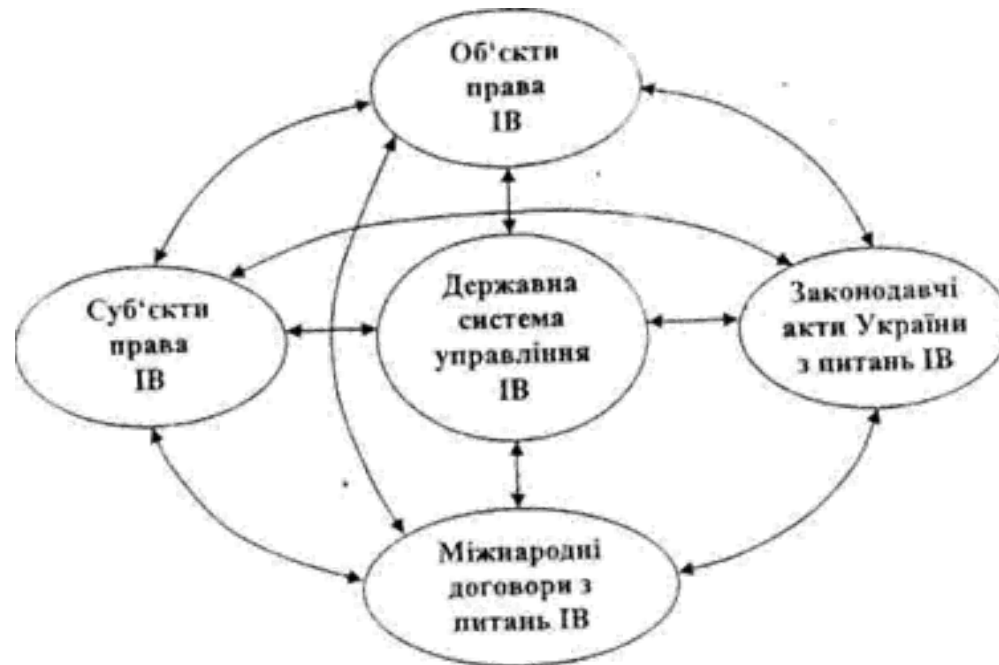 Об‘єкти
права
ІВ
Суб‘єкти
права
ІВ
Державна
система
управління
ІВ
Законодавчі
акти України
з питань ІВ
Міжнародні
договори з
питань ІВ